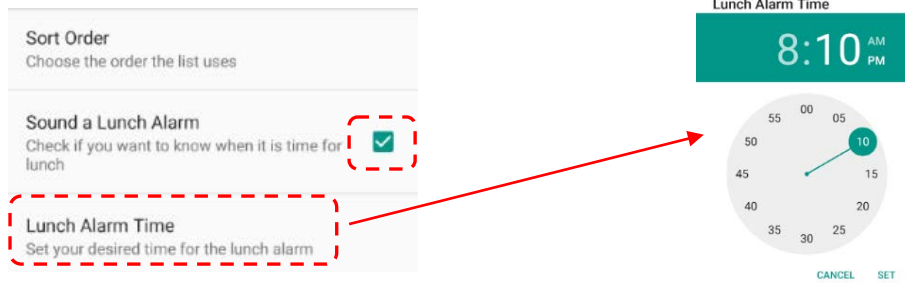 Sort Order
Choose the order the list uses
Sound a Lunch Alarm
Check if you want to know when it is time for
lunch
Lunch Alarm Time
Set your desired time for the lunch alarm
Lunch Alarm Time
8:10 AM
PM
00
05
10
15
20
25
30
35
40
45
50
55
CANCEL SET